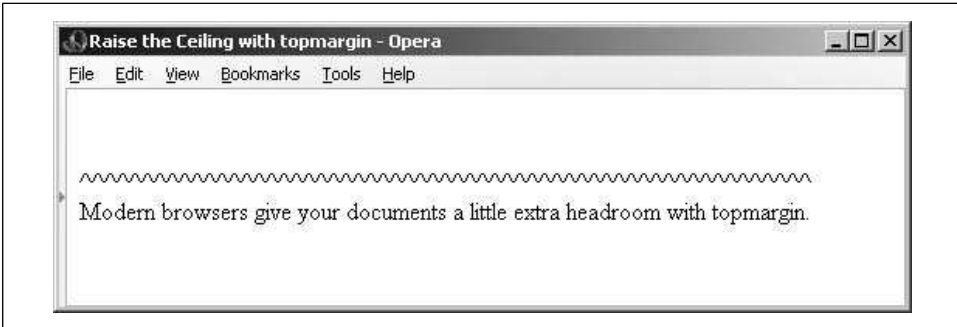 Raise the Ceiling with topmargin - Opera
File Edit View Bookmarks Tools Help
Modern browsers give your documents a little extra headroom with topmargin.